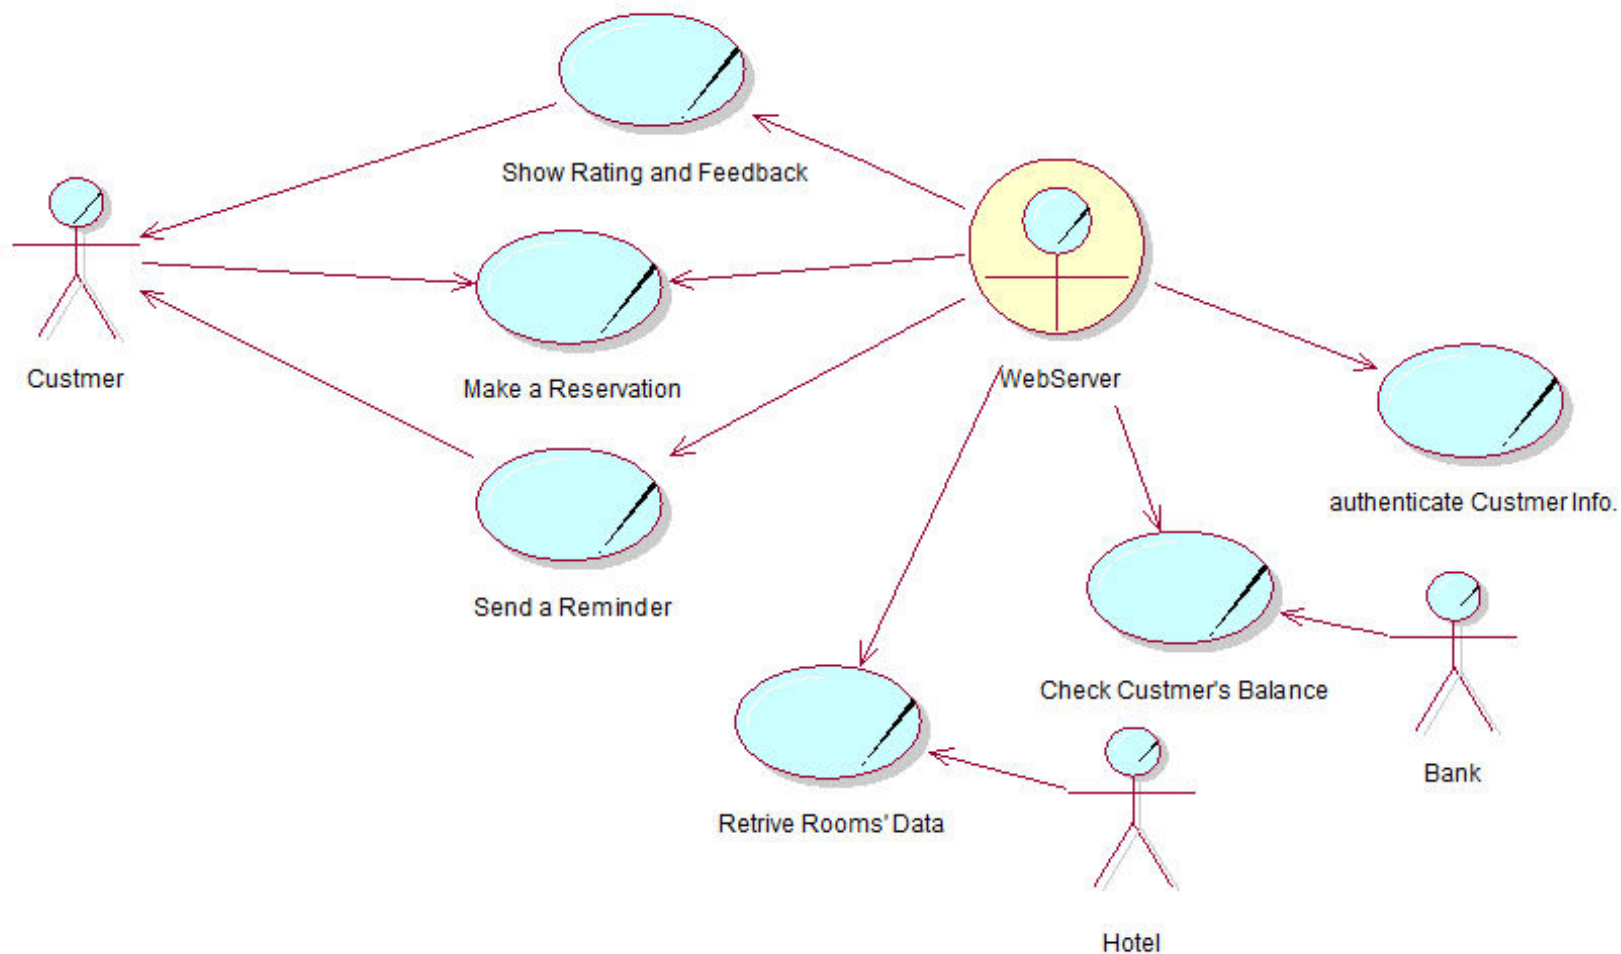 Show Rating and Feedback
Custmer
Make a Reservation
WebServer
authenticate Custmer Info.
Send a Reminder
Check Custmer's Balance
Bank
Retrive Rooms' Data
Hotel